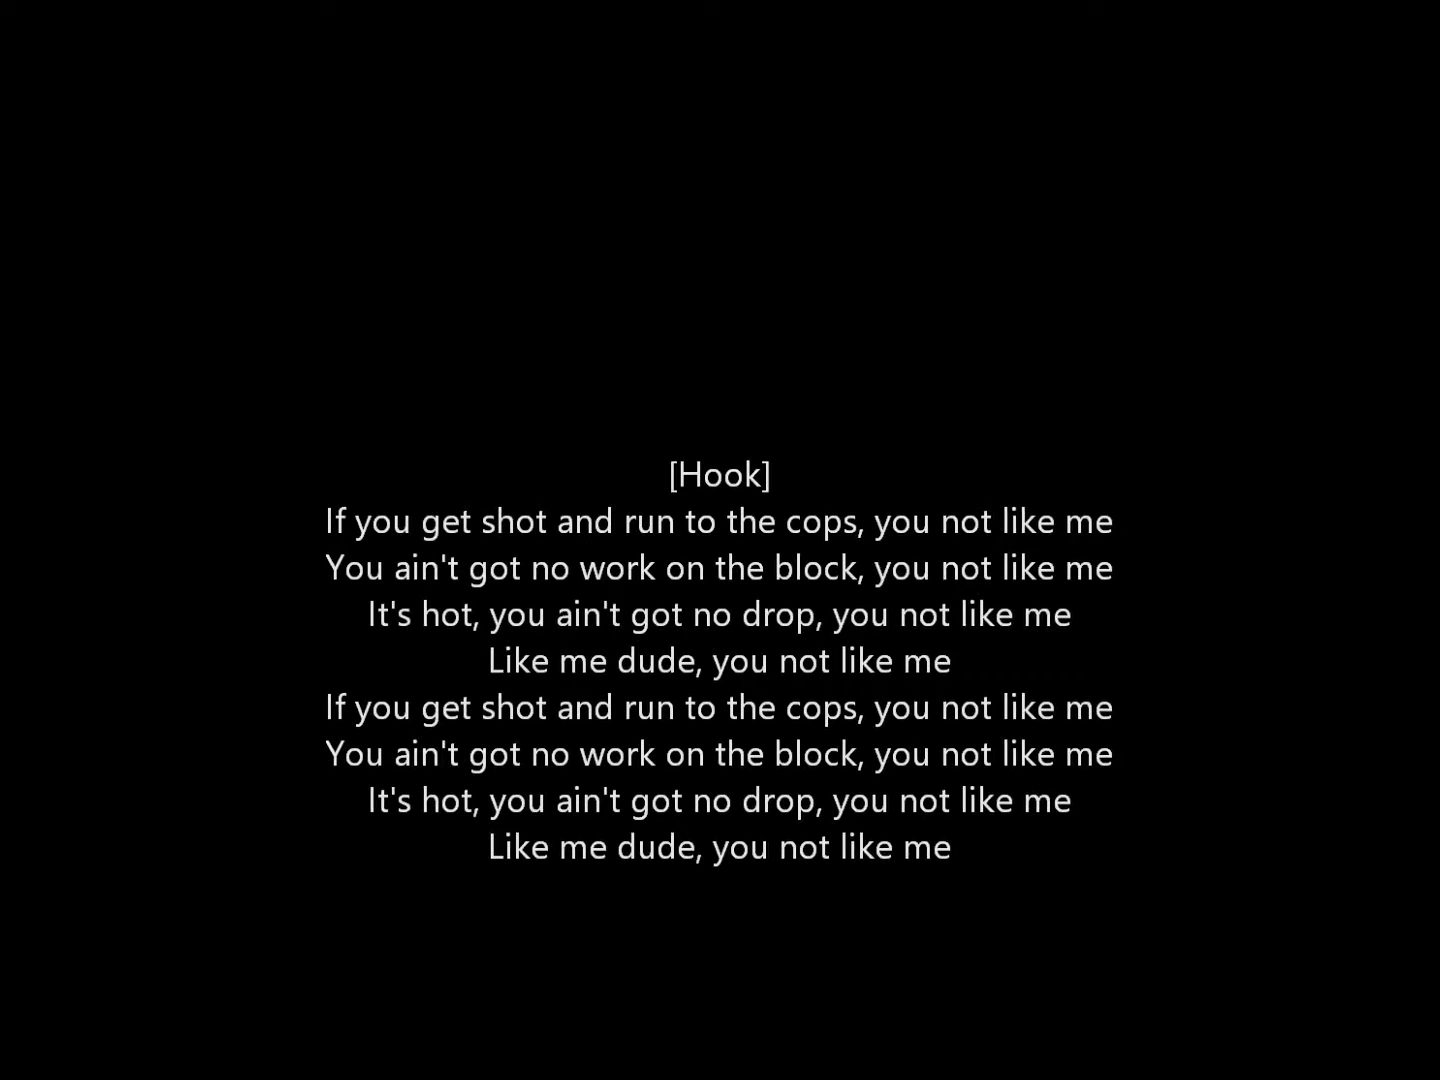 [Hook]
If you get shot and run to the cops, you not like me
You ain't got no work on the block, you not like me
It's hot, you ain't got no drop, you not like me
Like me dude, you not like me
If you get shot and run to the cops, you not like me
You ain't got no work on the block, you not like me
It's hot, you ain't got no drop, you not like me
Like me dude, you not like me